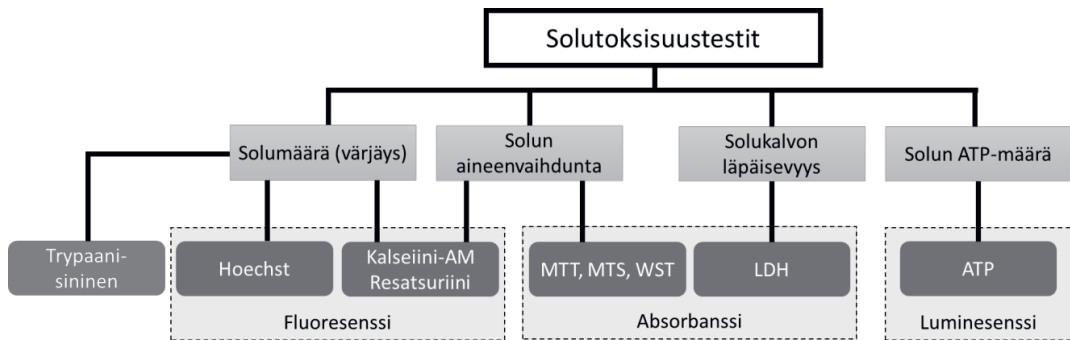 Solutoksisuustestit
Solumäärä (värjäys)
Solun
aineenvaihdunta
Solukalvon
läpäisevyys
Solun ATP-määrä
Trypaani-
sininen
Hoechst
Kalseiini-AM
Resatsuriini
MTT, MTS, WST
LDH
ATP
Fluoresenssi
Absorbanssi
Luminesenssi